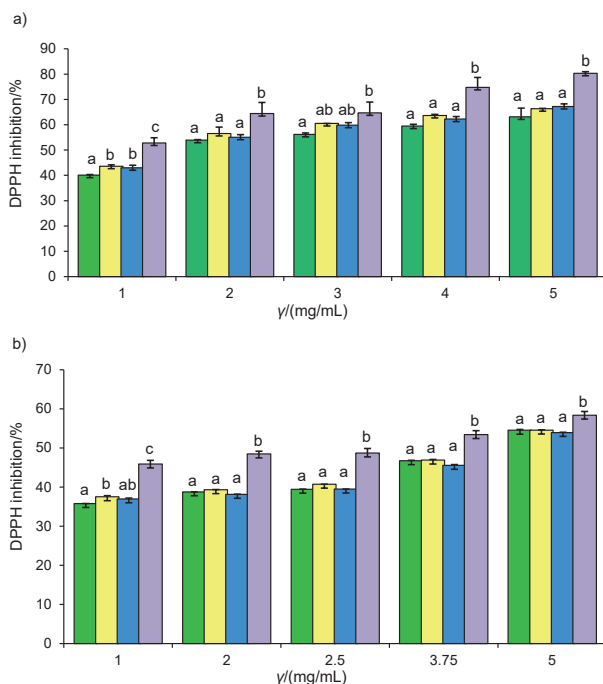 a)
90
80
70
60
50
40
30
20
10
0
DPPH inhibition/%
a b b c
a a a b
a ab ab b
a a a b
a a a b
1 2 3 4 5
γ/(mg/mL)
b)
70
60
50
40
30
20
10
0
DPPH inhibition/%
a b ab c
a a a b
a a a b
a a a b
a a a b
1 2 2.5 3.75 5
γ/(mg/mL)